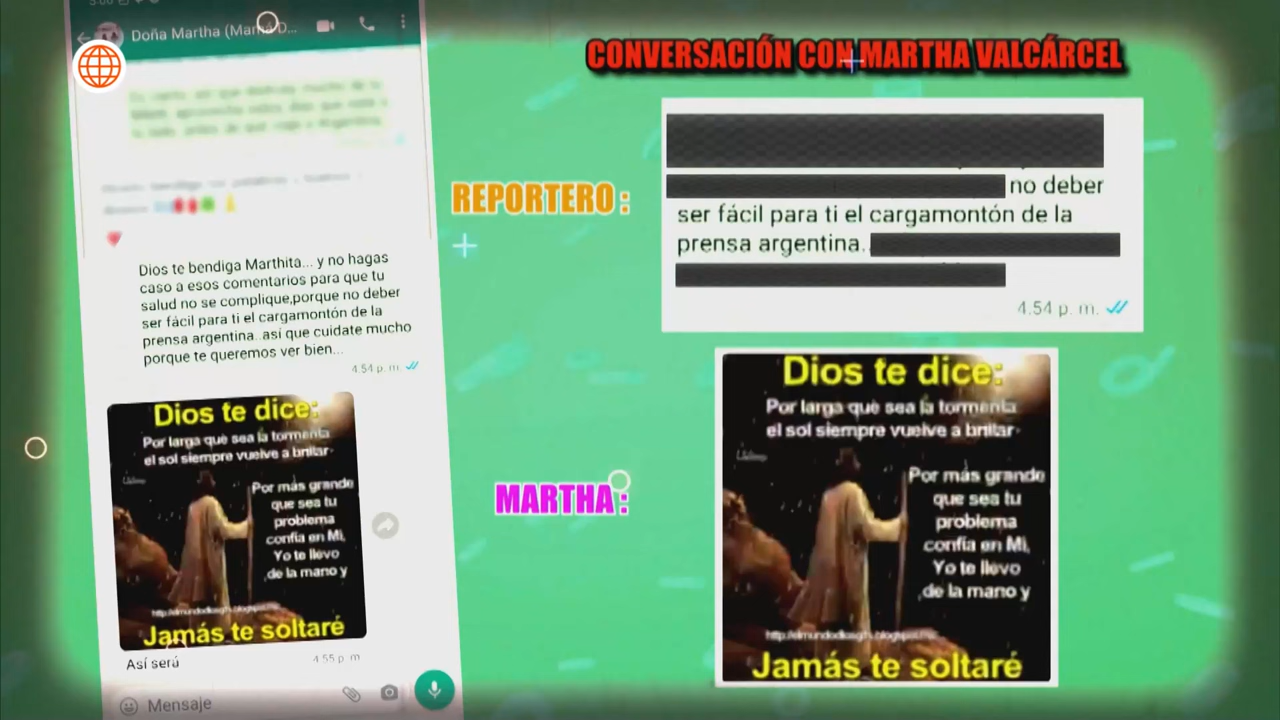 Doña Martha (Mamá D...
Dios te bendiga Marthita... y no hagas
caso a esos comentarios para que tu
salud no se complique,porque no deber
ser fácil para ti el cargamontón de la
prensa argentina..así que cuidate mucho
porque te queremos ver bien...
4:54 p. m.
Dios te dice:
Por larga que sea la tormenta
el sol siempre vuelve a brillar
Por más grande
que sea tu
problema
confía en Mi,
Yo te llevo
de la mano y
Jamás te soltaré
Así será
4:55 p. m
Mensaje
CONVERSACIÓN CON MARTHA VALCÁRCEL
REPORTERO :
no deber
ser fácil para ti el cargamontón de la
prensa argentina..
4:54 p. m.
MARTHA :
Dios te dice:
Por larga que sea la tormenta
el sol siempre vuelve a brillar
Por más grande
que sea tu
problema
confía en Mi,
Yo te llevo
de la mano y
Jamás te soltaré